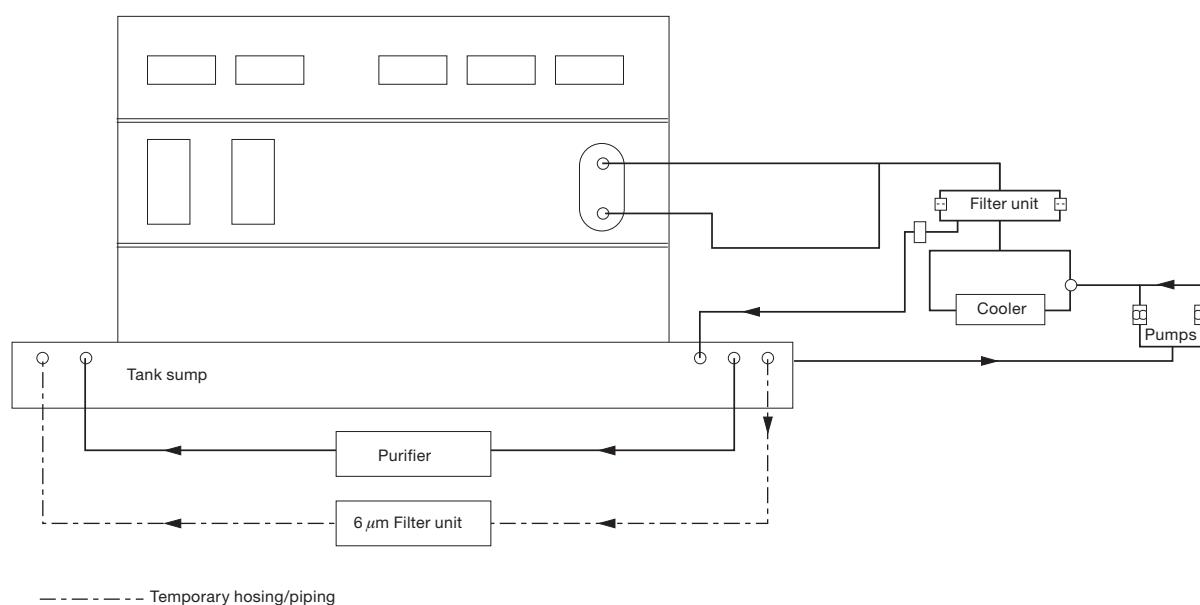 Filter unit
Cooler
Pumps
Tank sump
Purifier
6 μm Filter unit
Temporary hosing/piping